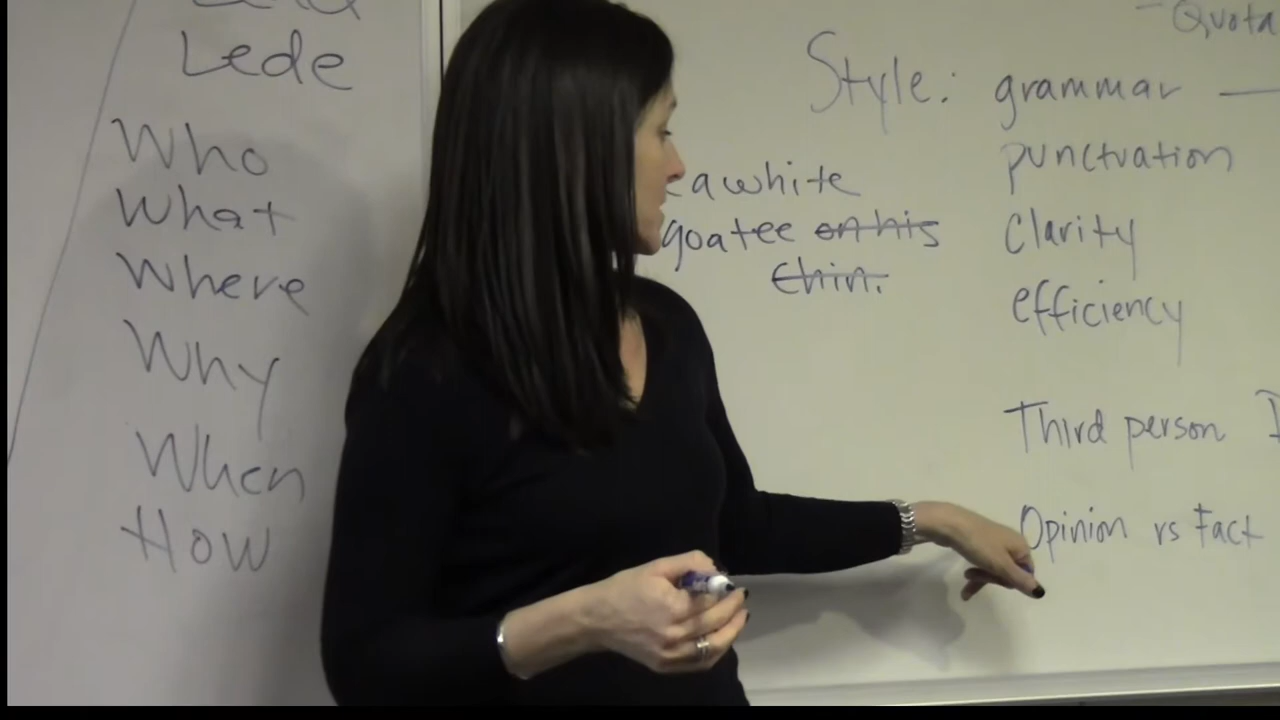 Lede
Who
What
Where
Why
When
How
a white
goatee on his
chin.
Quota
Style: grammar —
punctuation
Clarity
efficiency
Third person
Opinion vs Fact